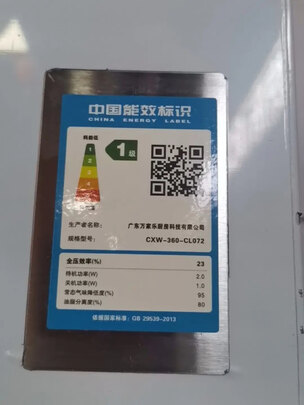 中国能效标识
CHINA ENERGY LABEL
耗能低
1
2
3
4
1级
生产者名称:
广东万家乐厨房科技有限公司
规格型号:
CXW-360-CL072
全压效率(%) 23
待机功率(W) 2.0
关机功率(W) 1.0
常态气味降低度(%) 95
油脂分离度(%) 80
依据国家标准: GB 29539-2013